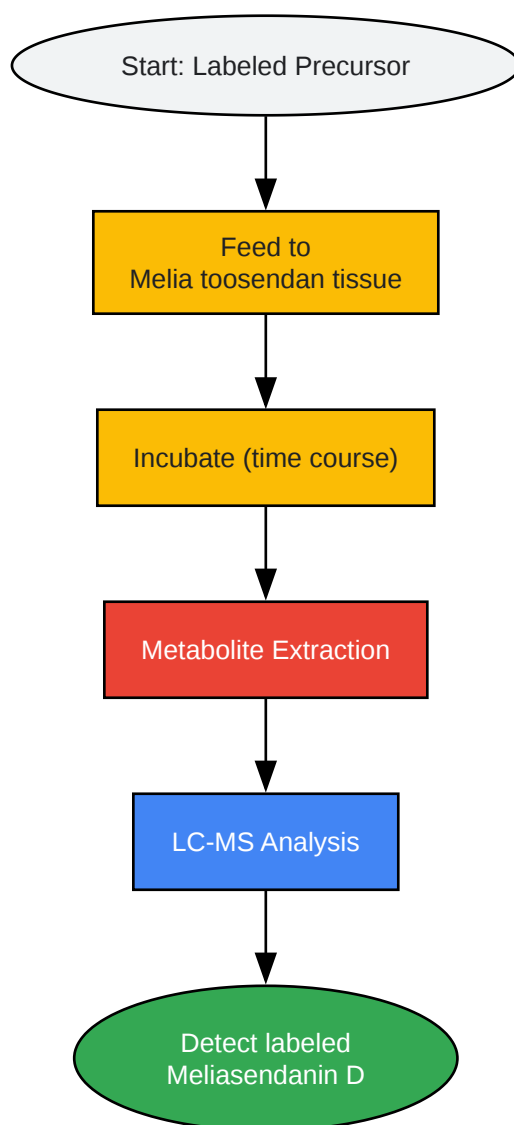 Start: Labeled Precursor
Feed to
Melia toosendan tissue
Incubate (time course)
Metabolite Extraction
LC-MS Analysis
Detect labeled
Meliasendanin D